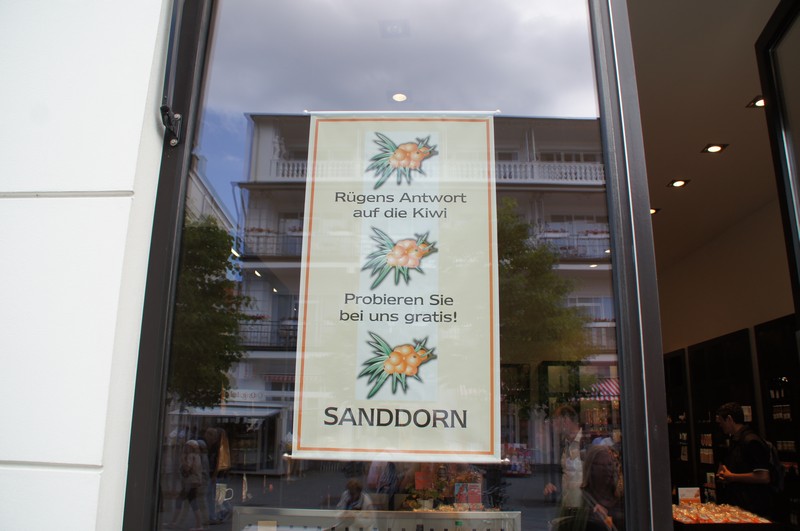 Rügens Antwort
auf die Kiwi
Probieren Sie
bei uns gratis!
SANDDORN